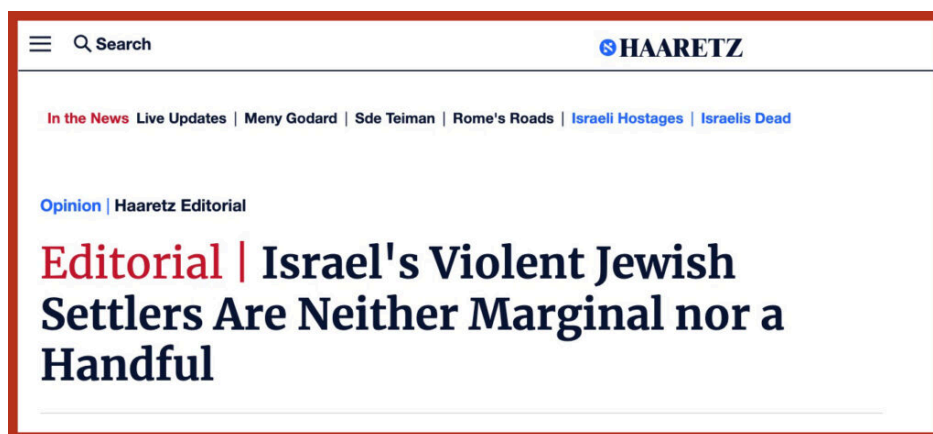 Search
HAARETZ
In the News Live Updates | Meny Godard | Sde Teiman | Rome's Roads | Israeli Hostages | Israelis Dead
Opinion | Haaretz Editorial
Editorial | Israel's Violent Jewish
Settlers Are Neither Marginal nor a
Handful